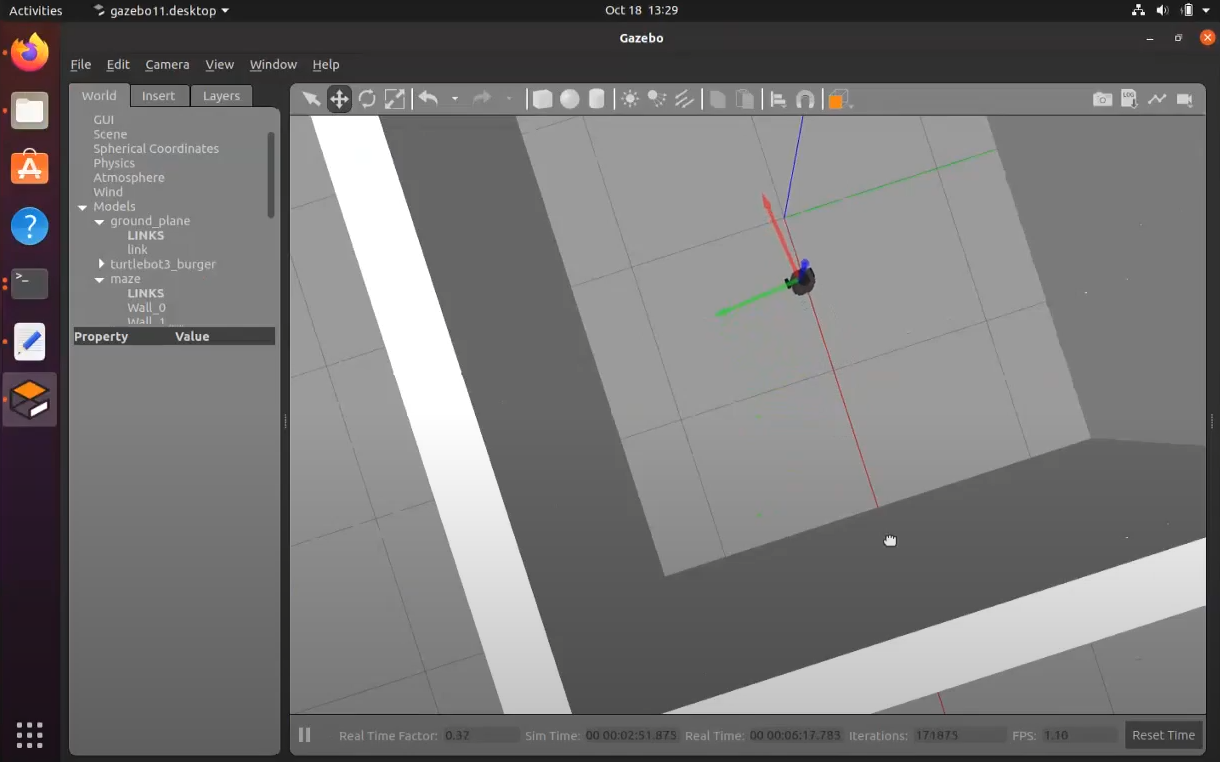 Activities gazebo11.desktop Oct 18 13:29
Gazebo
File Edit Camera View Window Help
World Insert Layers
GUI
Scene
Spherical Coordinates
Physics
Atmosphere
Wind
Models
ground_plane
LINKS
link
turtlebot3_burger
maze
LINKS
Wall_0
Wall_1
Property Value
LOG
Real Time Factor: 0.37 Sim Time: 00 00:02:51.875 Real Time: 00 00:06:17.783 Iterations: 171875 FPS: 1.10 Reset Time